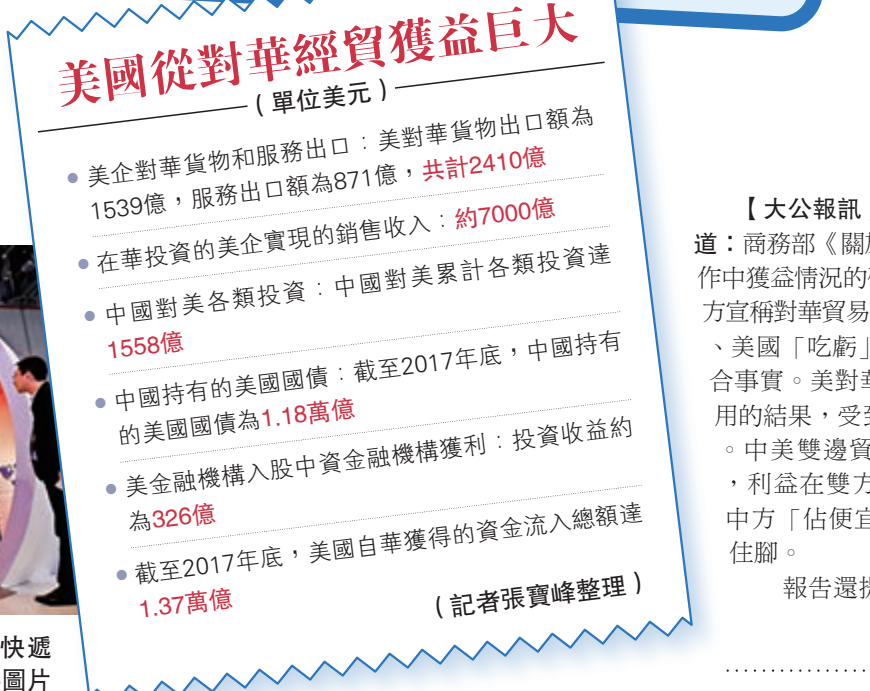 美國從對華經貿獲益巨大
（單位美元）
● 美企對華貨物和服務出口：美對華貨物出口額為
1539億，服務出口額為871億，共計2410億
● 在華投資的美企實現的銷售收入：約7000億
● 中國對美各類投資：中國對美累計各類投資達
1558億
● 中國持有的美國國債：截至2017年底，中國持有
的美國國債為1.18萬億
● 美金融機構入股中資金融機構獲利：投資收益約
為326億
● 截至2017年底，美國自華獲得的資金流入總額達
1.37萬億
（記者張寶峰整理）
快遞
圖片
【大公報訊
道：商務部《關
作中獲益情況的
方宣稱對華貿易
、美國「吃虧」
合事實。美對華
用的結果，受
。中美雙邊貿
，利益在雙方
中方「佔便宜
佳腳。
報告還